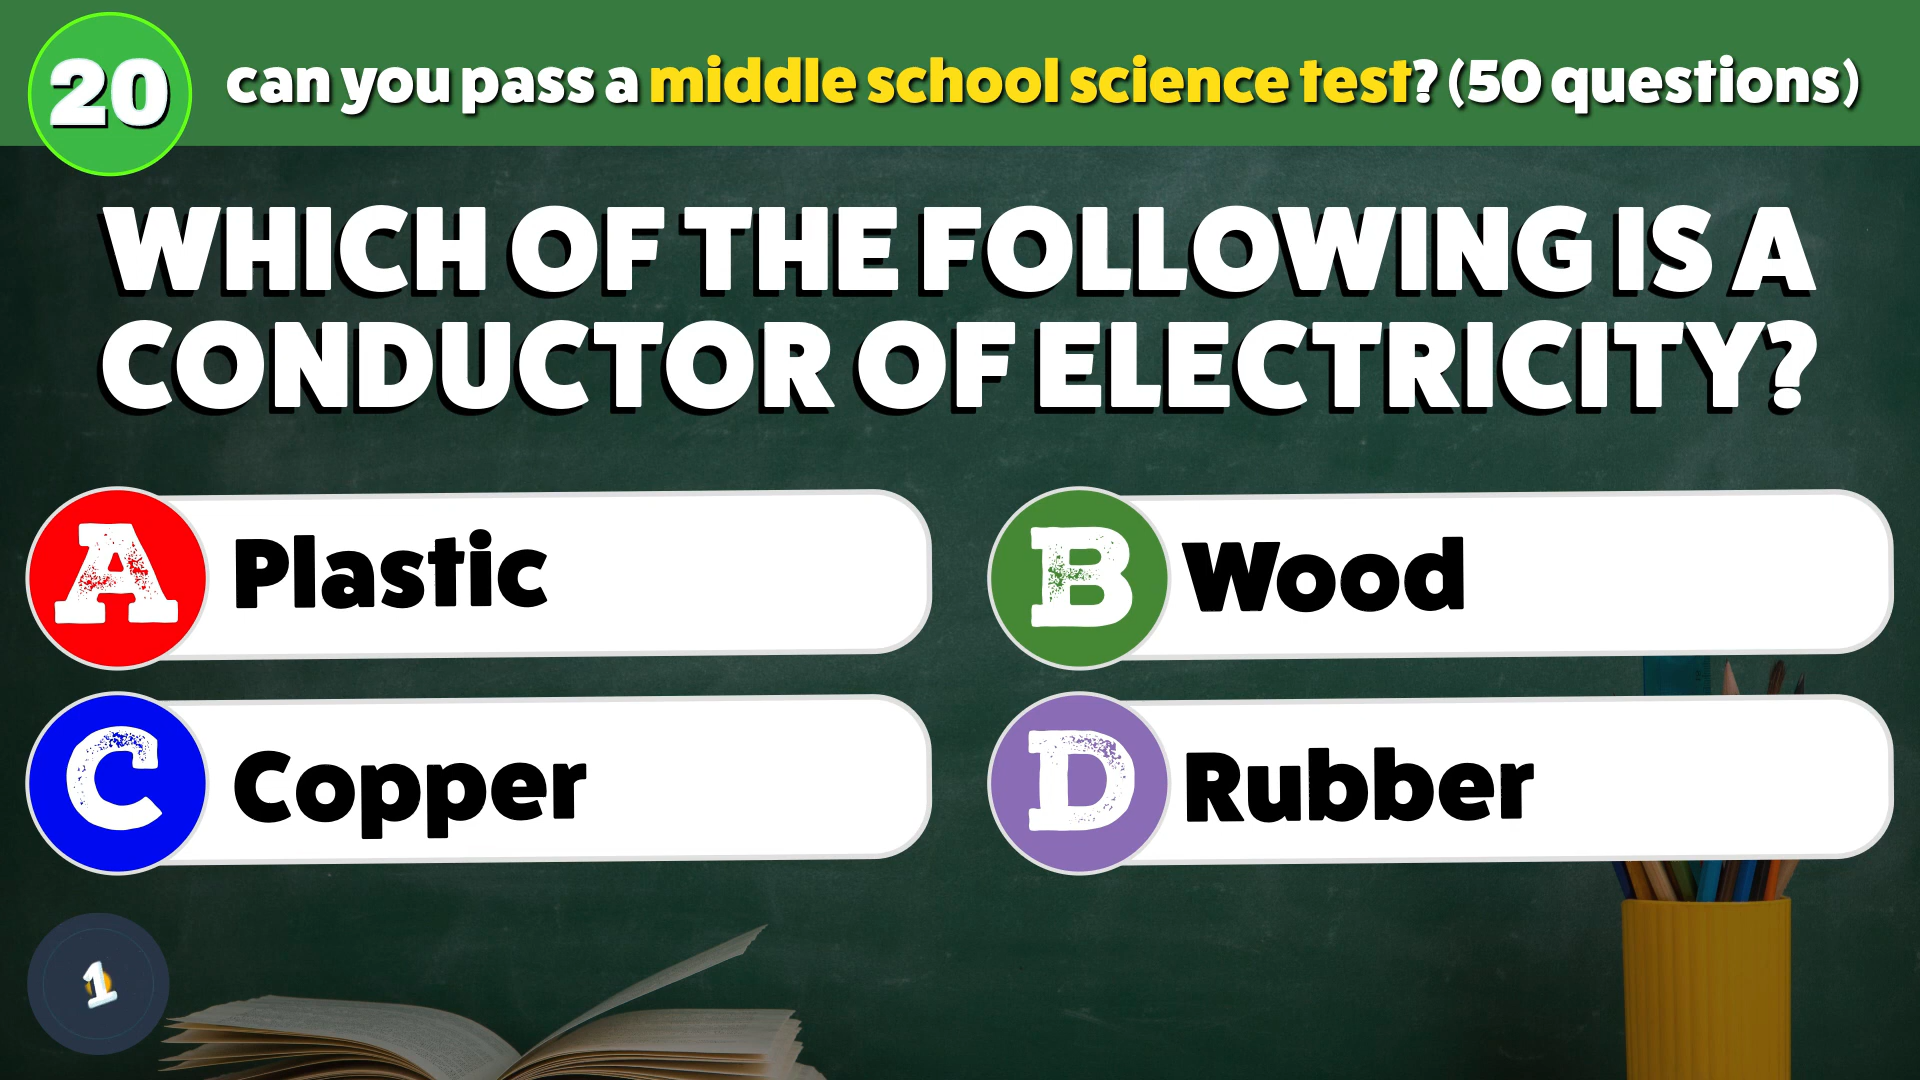 20
can you pass a middle school science test? (50 questions)
WHICH OF THE FOLLOWING IS A
CONDUCTOR OF ELECTRICITY?
A Plastic
B Wood
C Copper
D Rubber
1